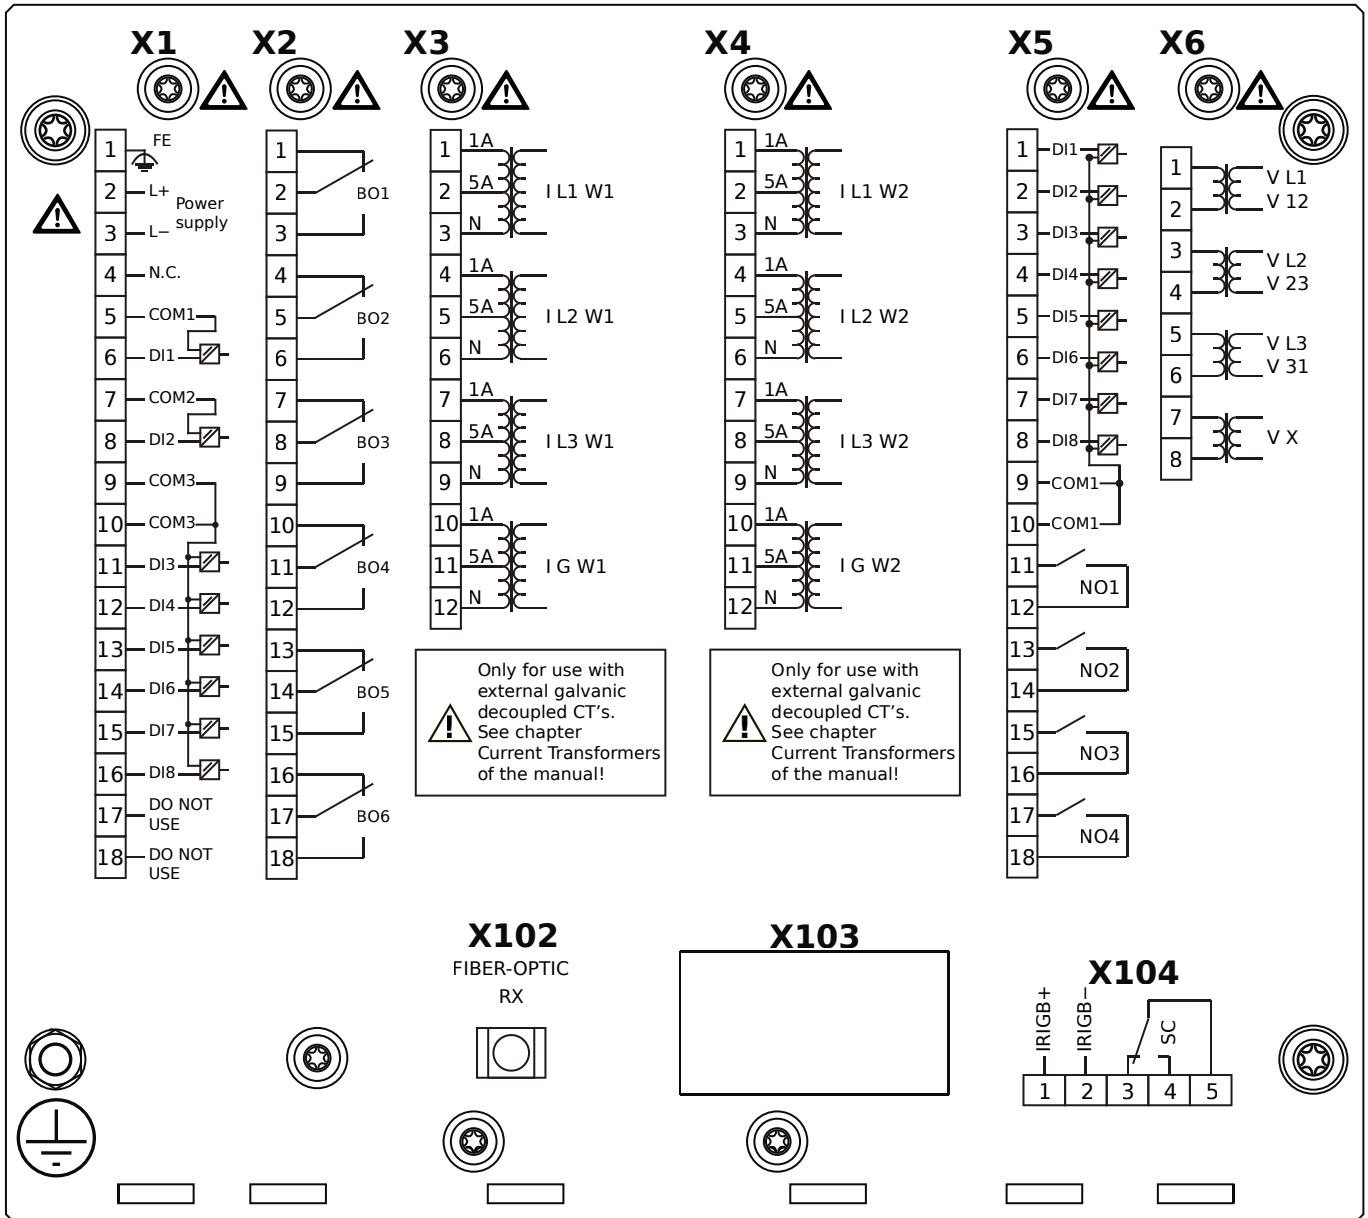 X1
X2
X3
X4
X5
X6
1
FE
2
L+
Power
supply
3
L−
4
N.C.
5
COM1
6
DI1
7
COM2
8
DI2
9
COM3
10
COM3
11
DI3
12
DI4
13
DI5
14
DI6
15
DI7
16
DI8
17
DO NOT
USE
18
DO NOT
USE
1
2
BO1
3
4
5
BO2
6
7
8
BO3
9
10
11
BO4
12
13
14
BO5
15
16
17
BO6
18
1
1A
2
5A
I L1 W1
3
N
4
1A
5
5A
I L2 W1
6
N
7
1A
8
5A
I L3 W1
9
N
10
1A
11
5A
I G W1
12
N
Only for use with
external galvanic
decoupled CT's.
See chapter
Current Transformers
of the manual!
1
1A
2
5A
I L1 W2
3
N
4
1A
5
5A
I L2 W2
6
N
7
1A
8
5A
I L3 W2
9
N
10
1A
11
5A
I G W2
12
N
Only for use with
external galvanic
decoupled CT's.
See chapter
Current Transformers
of the manual!
1
DI1
2
DI2
3
DI3
4
DI4
5
DI5
6
DI6
7
DI7
8
DI8
9
COM1
10
COM1
11
NO1
12
13
NO2
14
15
NO3
16
17
NO4
18
1
V L1
V 12
2
3
V L2
V 23
4
5
V L3
V 31
6
7
V X
8
X102
FIBER-OPTIC
RX
X103
X104
IRIGB+
IRIGB−
SC
1 2 3 4 5